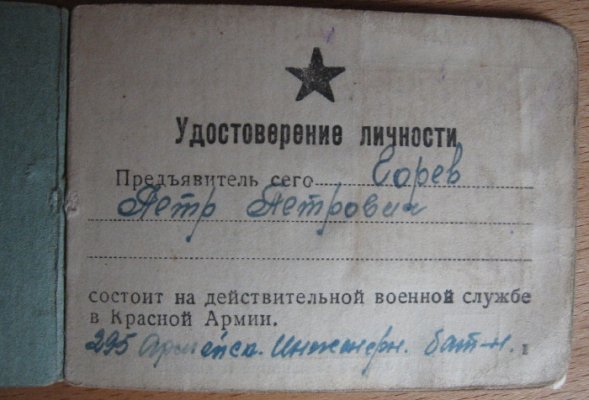 Удостоверение личности
Предъявитель сего Горев
Петр Петрович
состоит на действительной военной службе
в Красной Армии.
295 Армейск. Инженерн. бат-н.